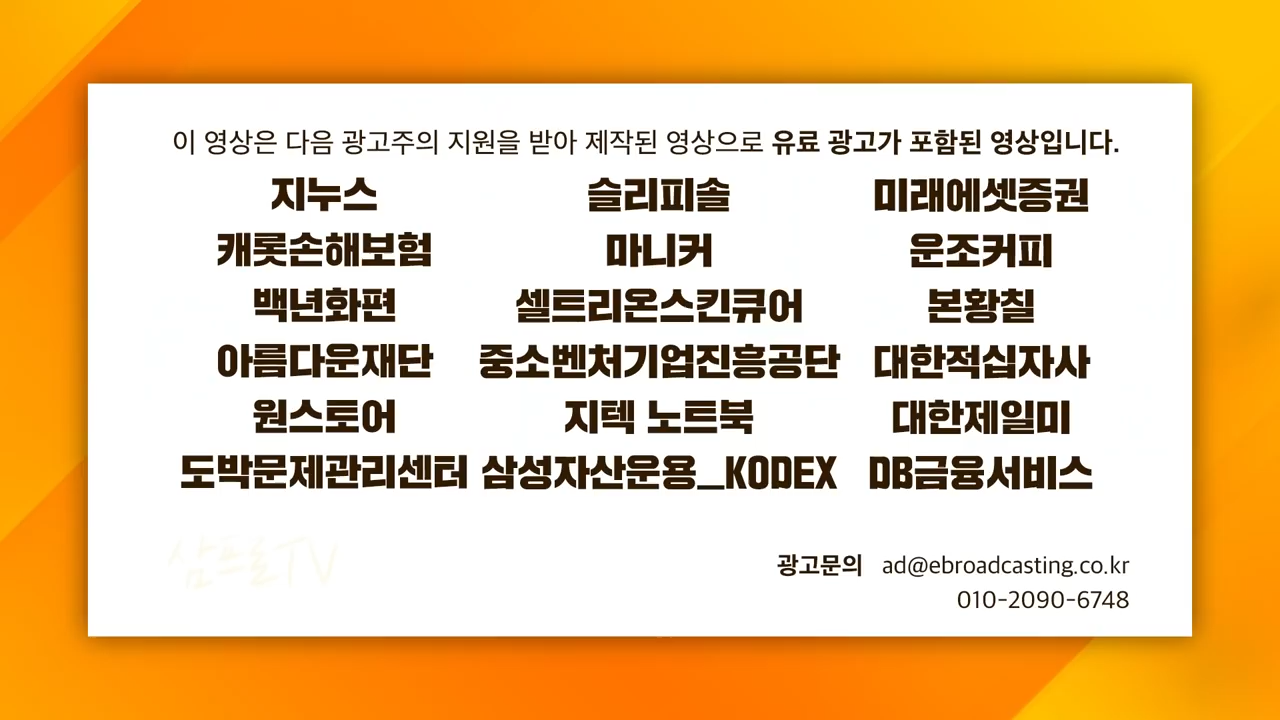 이 영상은 다음 광고주의 지원을 받아 제작된 영상으로 유료 광고가 포함된 영상입니다.
지누스 슬리피솔 미래에셋증권
캐롯손해보험 마니커 운조커피
백년화편 셀트리온스킨큐어 본황칠
아름다운재단 중소벤처기업진흥공단 대한적십자사
원스토어 지텍 노트북 대한제일미
도박문제관리센터 삼성자산운용_KODEX DB금융서비스
삼프로TV
광고문의 ad@ebroadcasting.co.kr
010-2090-6748